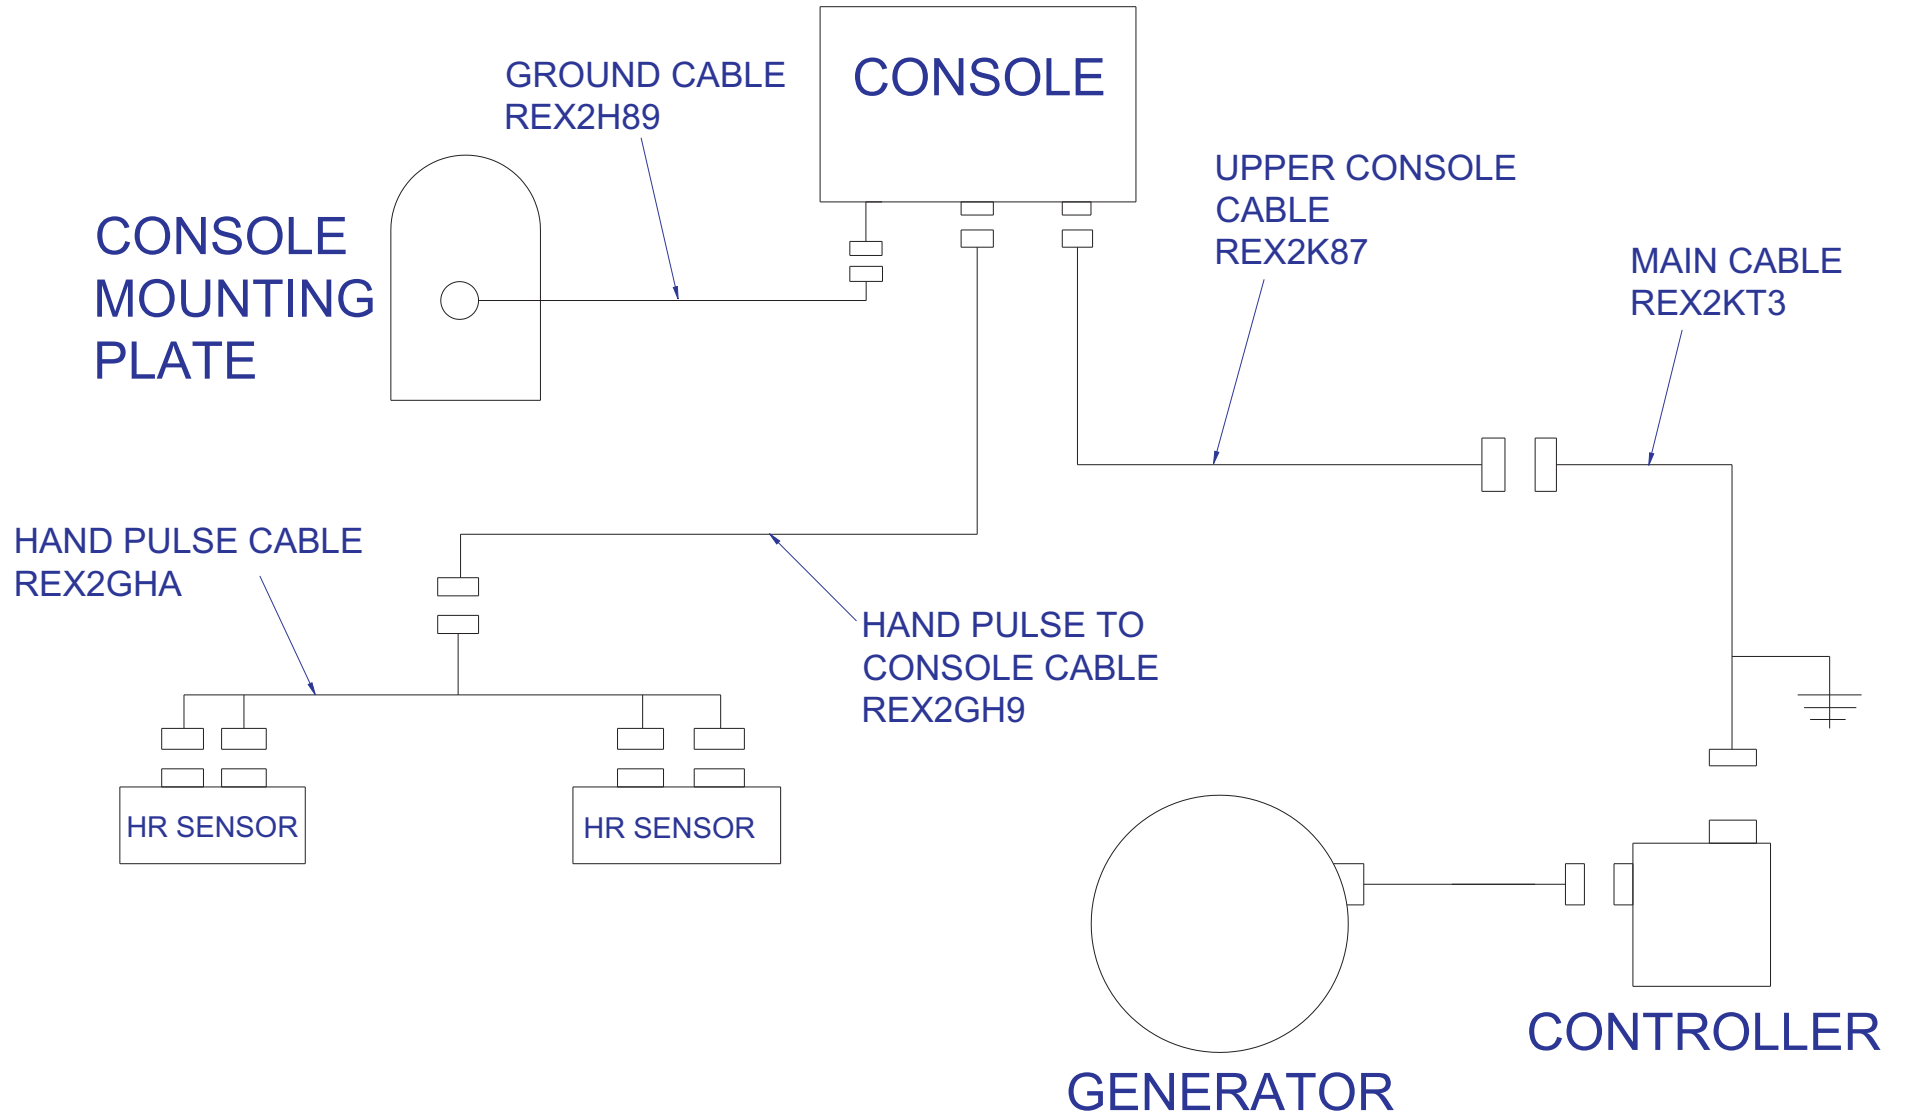 CONSOLE
GROUND CABLE
REX2H89
UPPER CONSOLE
CABLE
REX2K87
CONSOLE
MOUNTING
PLATE
MAIN CABLE
REX2KT3
HAND PULSE CABLE
REX2GHA
HAND PULSE TO
CONSOLE CABLE
REX2GH9
HR SENSOR
HR SENSOR
CONTROLLER
GENERATOR